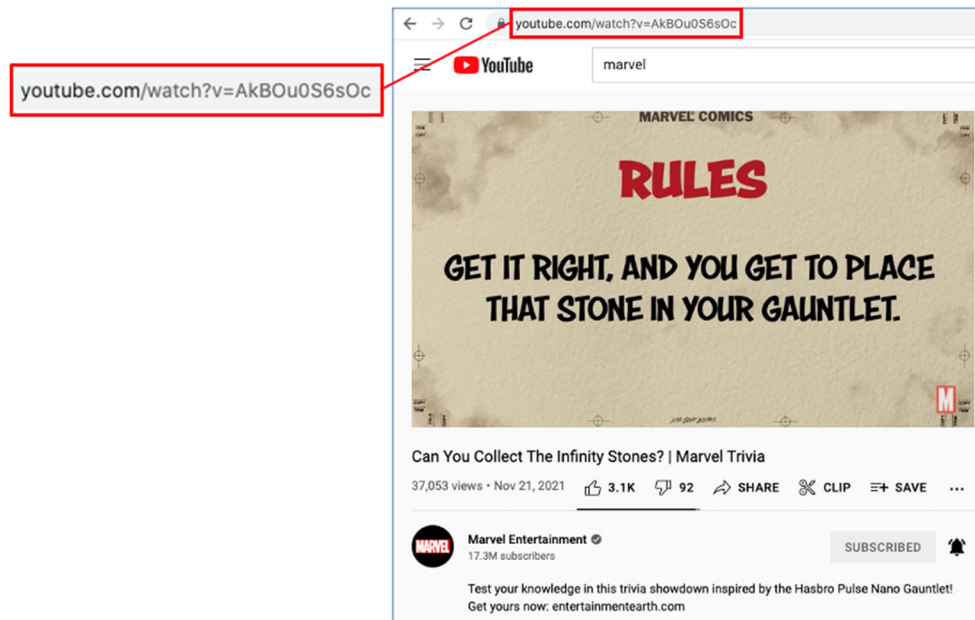 youtube.com/watch?v=AkBOu0S6sOc
youtube.com/watch?v=AkBOu0S6sOc
YouTube
marvel
MARVEL COMICS
RULES
GET IT RIGHT, AND YOU GET TO PLACE
THAT STONE IN YOUR GAUNTLET.
M
Can You Collect The Infinity Stones? | Marvel Trivia
37,053 views • Nov 21, 2021 3.1K 92 SHARE CLIP SAVE ...
MARVEL
Marvel Entertainment
17.3M subscribers
SUBSCRIBED
Test your knowledge in this trivia showdown inspired by the Hasbro Pulse Nano Gauntlet!
Get yours now: entertainmentearth.com